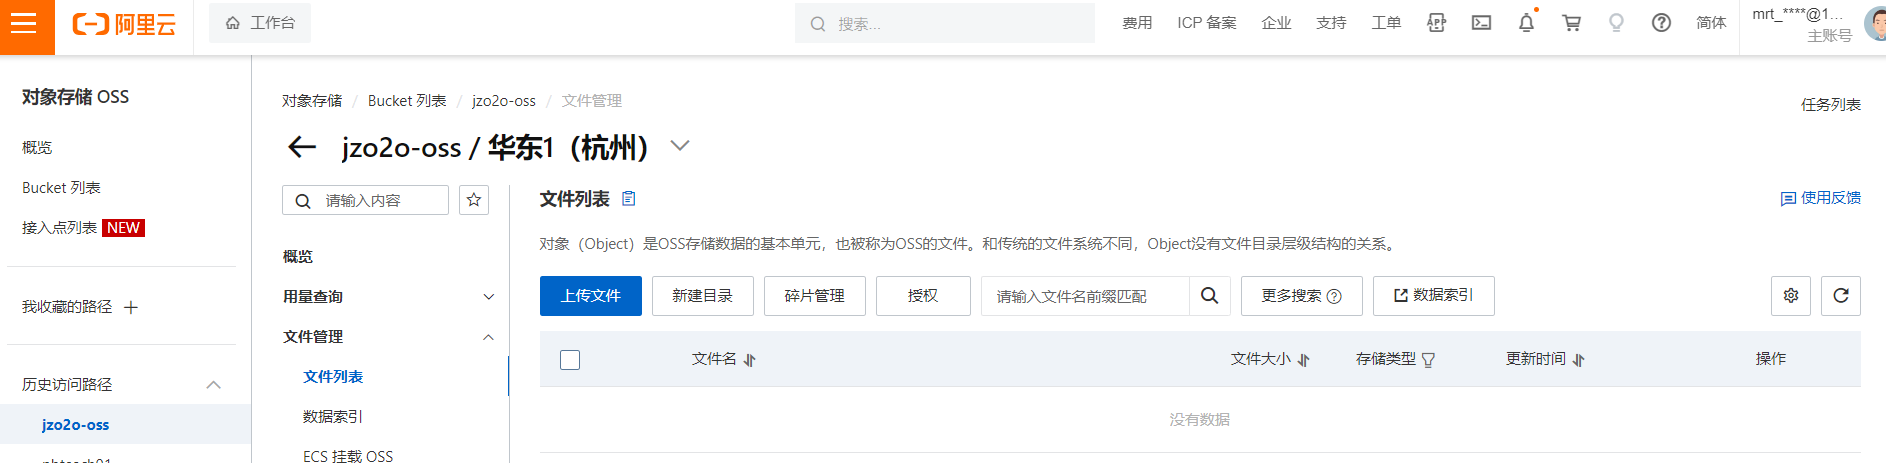 阿里云
工作台
搜索...
费用
ICP 备案
企业
支持
工单
APP
简体
mrt_****@1...
主账号
对象存储 OSS
概览
Bucket 列表
接入点列表 NEW
我收藏的路径
历史访问路径
jzo2o-oss
对象存储 / Bucket 列表 / jzo2o-oss / 文件管理
任务列表
jzo2o-oss / 华东1（杭州）
请输入内容
概览
用量查询
文件管理
文件列表
数据索引
ECS 挂载 OSS
文件列表
使用反馈
对象（Object）是OSS存储数据的基本单元，也被称为OSS的文件。和传统的文件系统不同，Object没有文件目录层级结构的关系。
上传文件
新建目录
碎片管理
授权
请输入文件名前缀匹配
更多搜索
数据索引
文件名
文件大小
存储类型
更新时间
操作
没有数据